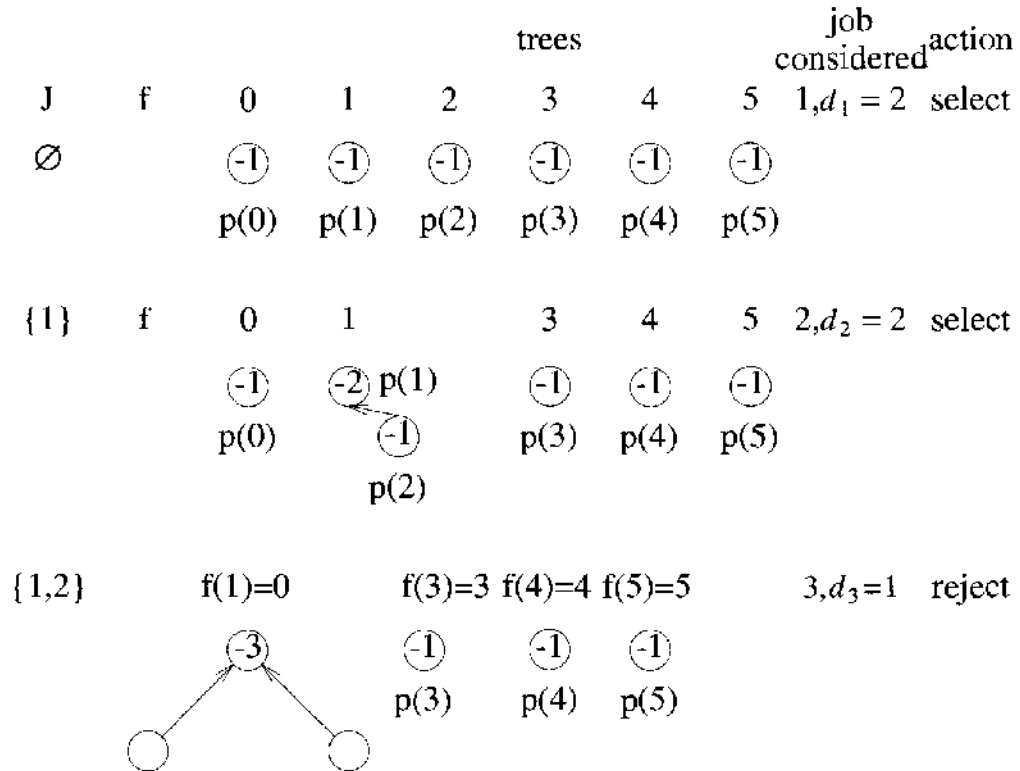 trees job considered action
J f 0 1 2 3 4 5 1,d₁ = 2 select
∅ -1 -1 -1 -1 -1 -1
p(0) p(1) p(2) p(3) p(4) p(5)
{1} f 0 1 3 4 5 2,d₂ = 2 select
-1 -2 p(1) -1 -1 -1
p(0) -1 p(3) p(4) p(5)
p(2)
{1,2} f(1)=0 f(3)=3 f(4)=4 f(5)=5 3,d₃=1 reject
-3 -1 -1 -1
p(3) p(4) p(5)